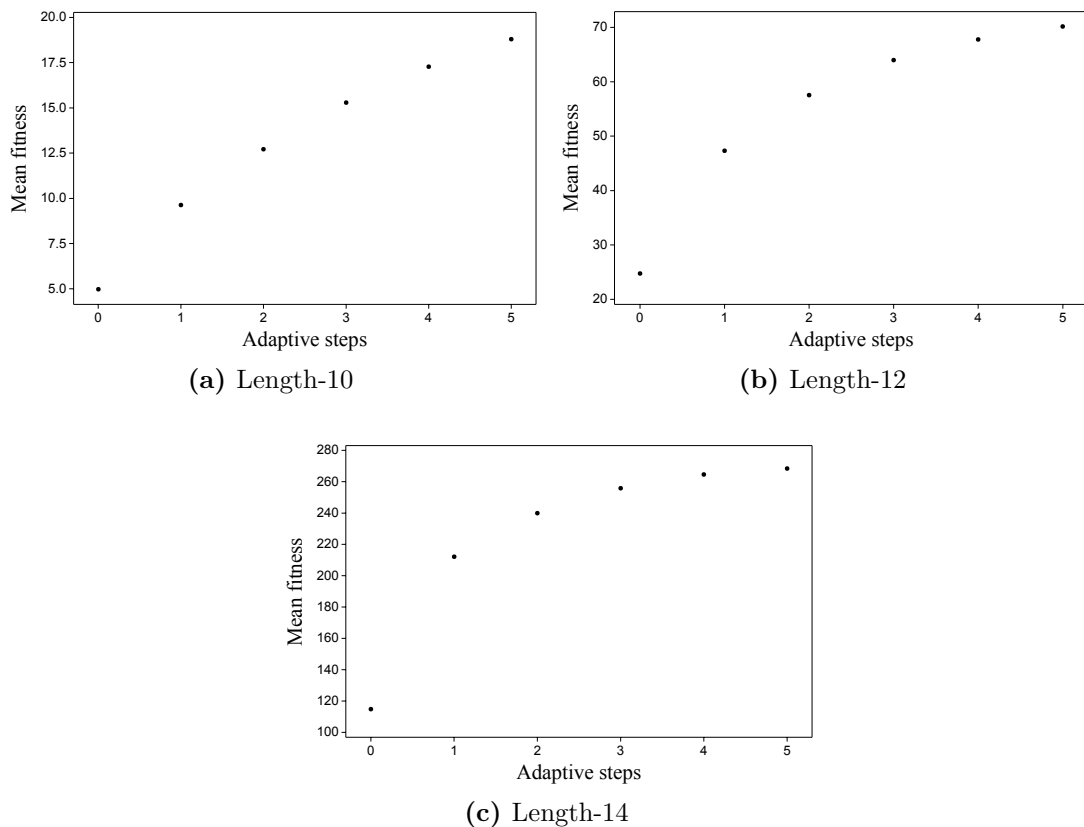 20.0
17.5
15.0
12.5
10.0
7.5
5.0
Mean fitness
0 1 2 3 4 5
Adaptive steps
(a) Length-10
70
60
50
40
30
20
Mean fitness
0 1 2 3 4 5
Adaptive steps
(b) Length-12
280
260
240
220
200
180
160
140
120
100
Mean fitness
0 1 2 3 4 5
Adaptive steps
(c) Length-14